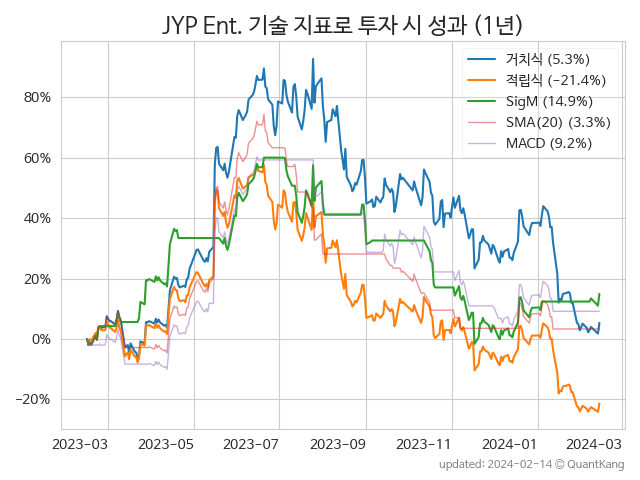 JYP Ent. 기술 지표로 투자 시 성과 (1년)
거치식 (5.3%)
적립식 (−21.4%)
SigM (14.9%)
SMA(20) (3.3%)
MACD (9.2%)
80%
60%
40%
20%
0%
−20%
2023-03 2023-05 2023-07 2023-09 2023-11 2024-01 2024-03
updated: 2024-02-14 © QuantKang